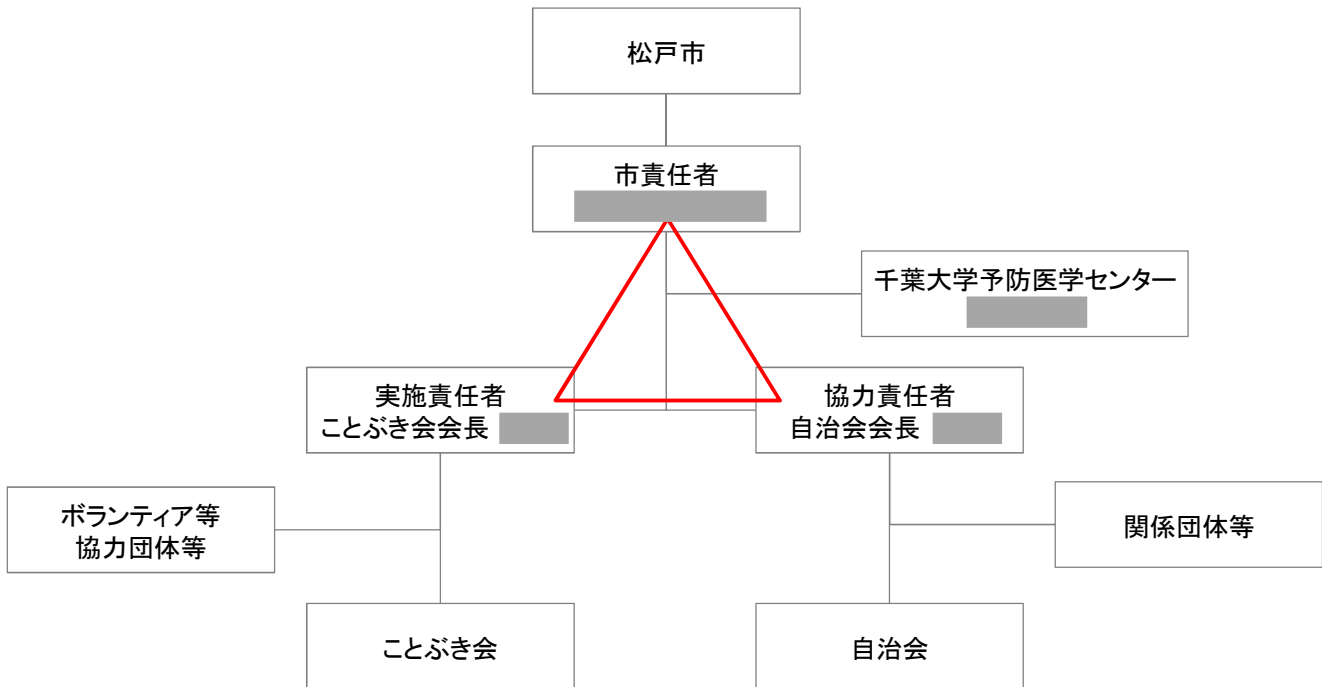 松戸市
市責任者
千葉大学予防医学センター
実施責任者
ことぶき会会長
協力責任者
自治会会長
ボランティア等
協力団体等
関係団体等
ことぶき会
自治会